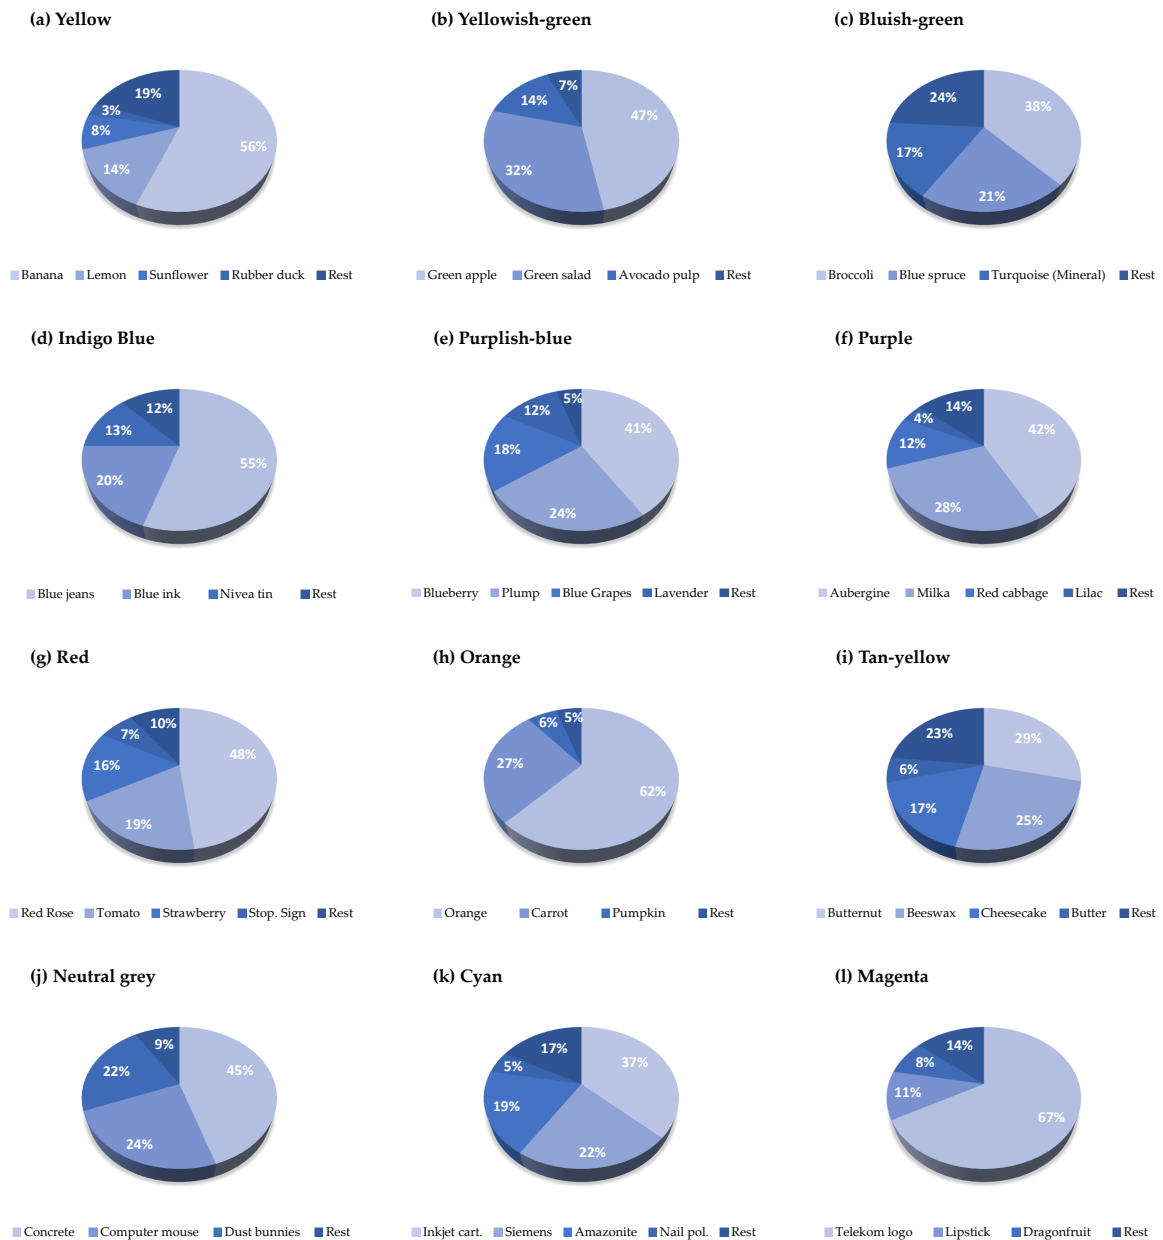 (a) Yellow
(b) Yellowish-green
(c) Bluish-green
19%
3%
8%
14%
56%
7%
14%
32%
47%
24%
17%
21%
38%
Banana Lemon Sunflower Rubber duck Rest
Green apple Green salad Avocado pulp Rest
Broccoli Blue spruce Turquoise (Mineral) Rest
(d) Indigo Blue
(e) Purplish-blue
(f) Purple
12%
13%
20%
55%
5%
12%
18%
24%
41%
14%
4%
12%
28%
42%
Blue jeans Blue ink Nivea tin Rest
Blueberry Plump Blue Grapes Lavender Rest
Aubergine Milka Red cabbage Lilac Rest
(g) Red
(h) Orange
(i) Tan-yellow
10%
7%
16%
19%
48%
5%
6%
27%
62%
23%
6%
17%
25%
29%
Red Rose Tomato Strawberry Stop. Sign Rest
Orange Carrot Pumpkin Rest
Butternut Beeswax Cheesecake Butter Rest
(j) Neutral grey
(k) Cyan
(l) Magenta
9%
22%
24%
45%
17%
5%
19%
22%
37%
14%
8%
11%
67%
Concrete Computer mouse Dust bunnies Rest
Inkjet cart. Siemens Amazonite Nail pol. Rest
Telekom logo Lipstick Dragonfruit Rest